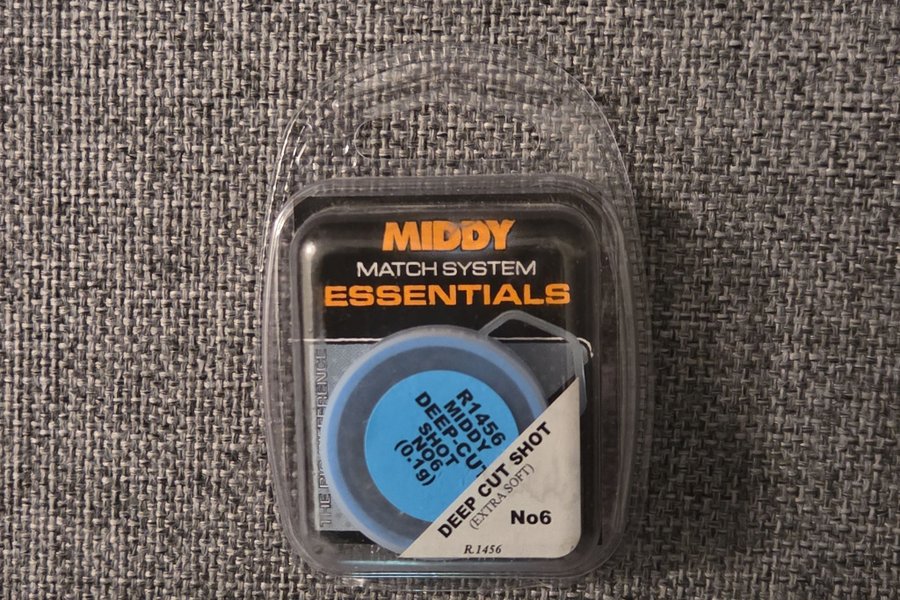 MIDDY
MATCH SYSTEM
ESSENTIALS
R1456
MIDDY
DEEP-CUT
SHOT
NO6
(0.1g)
DEEP CUT SHOT
(EXTRA SOFT)
No6
R.1456